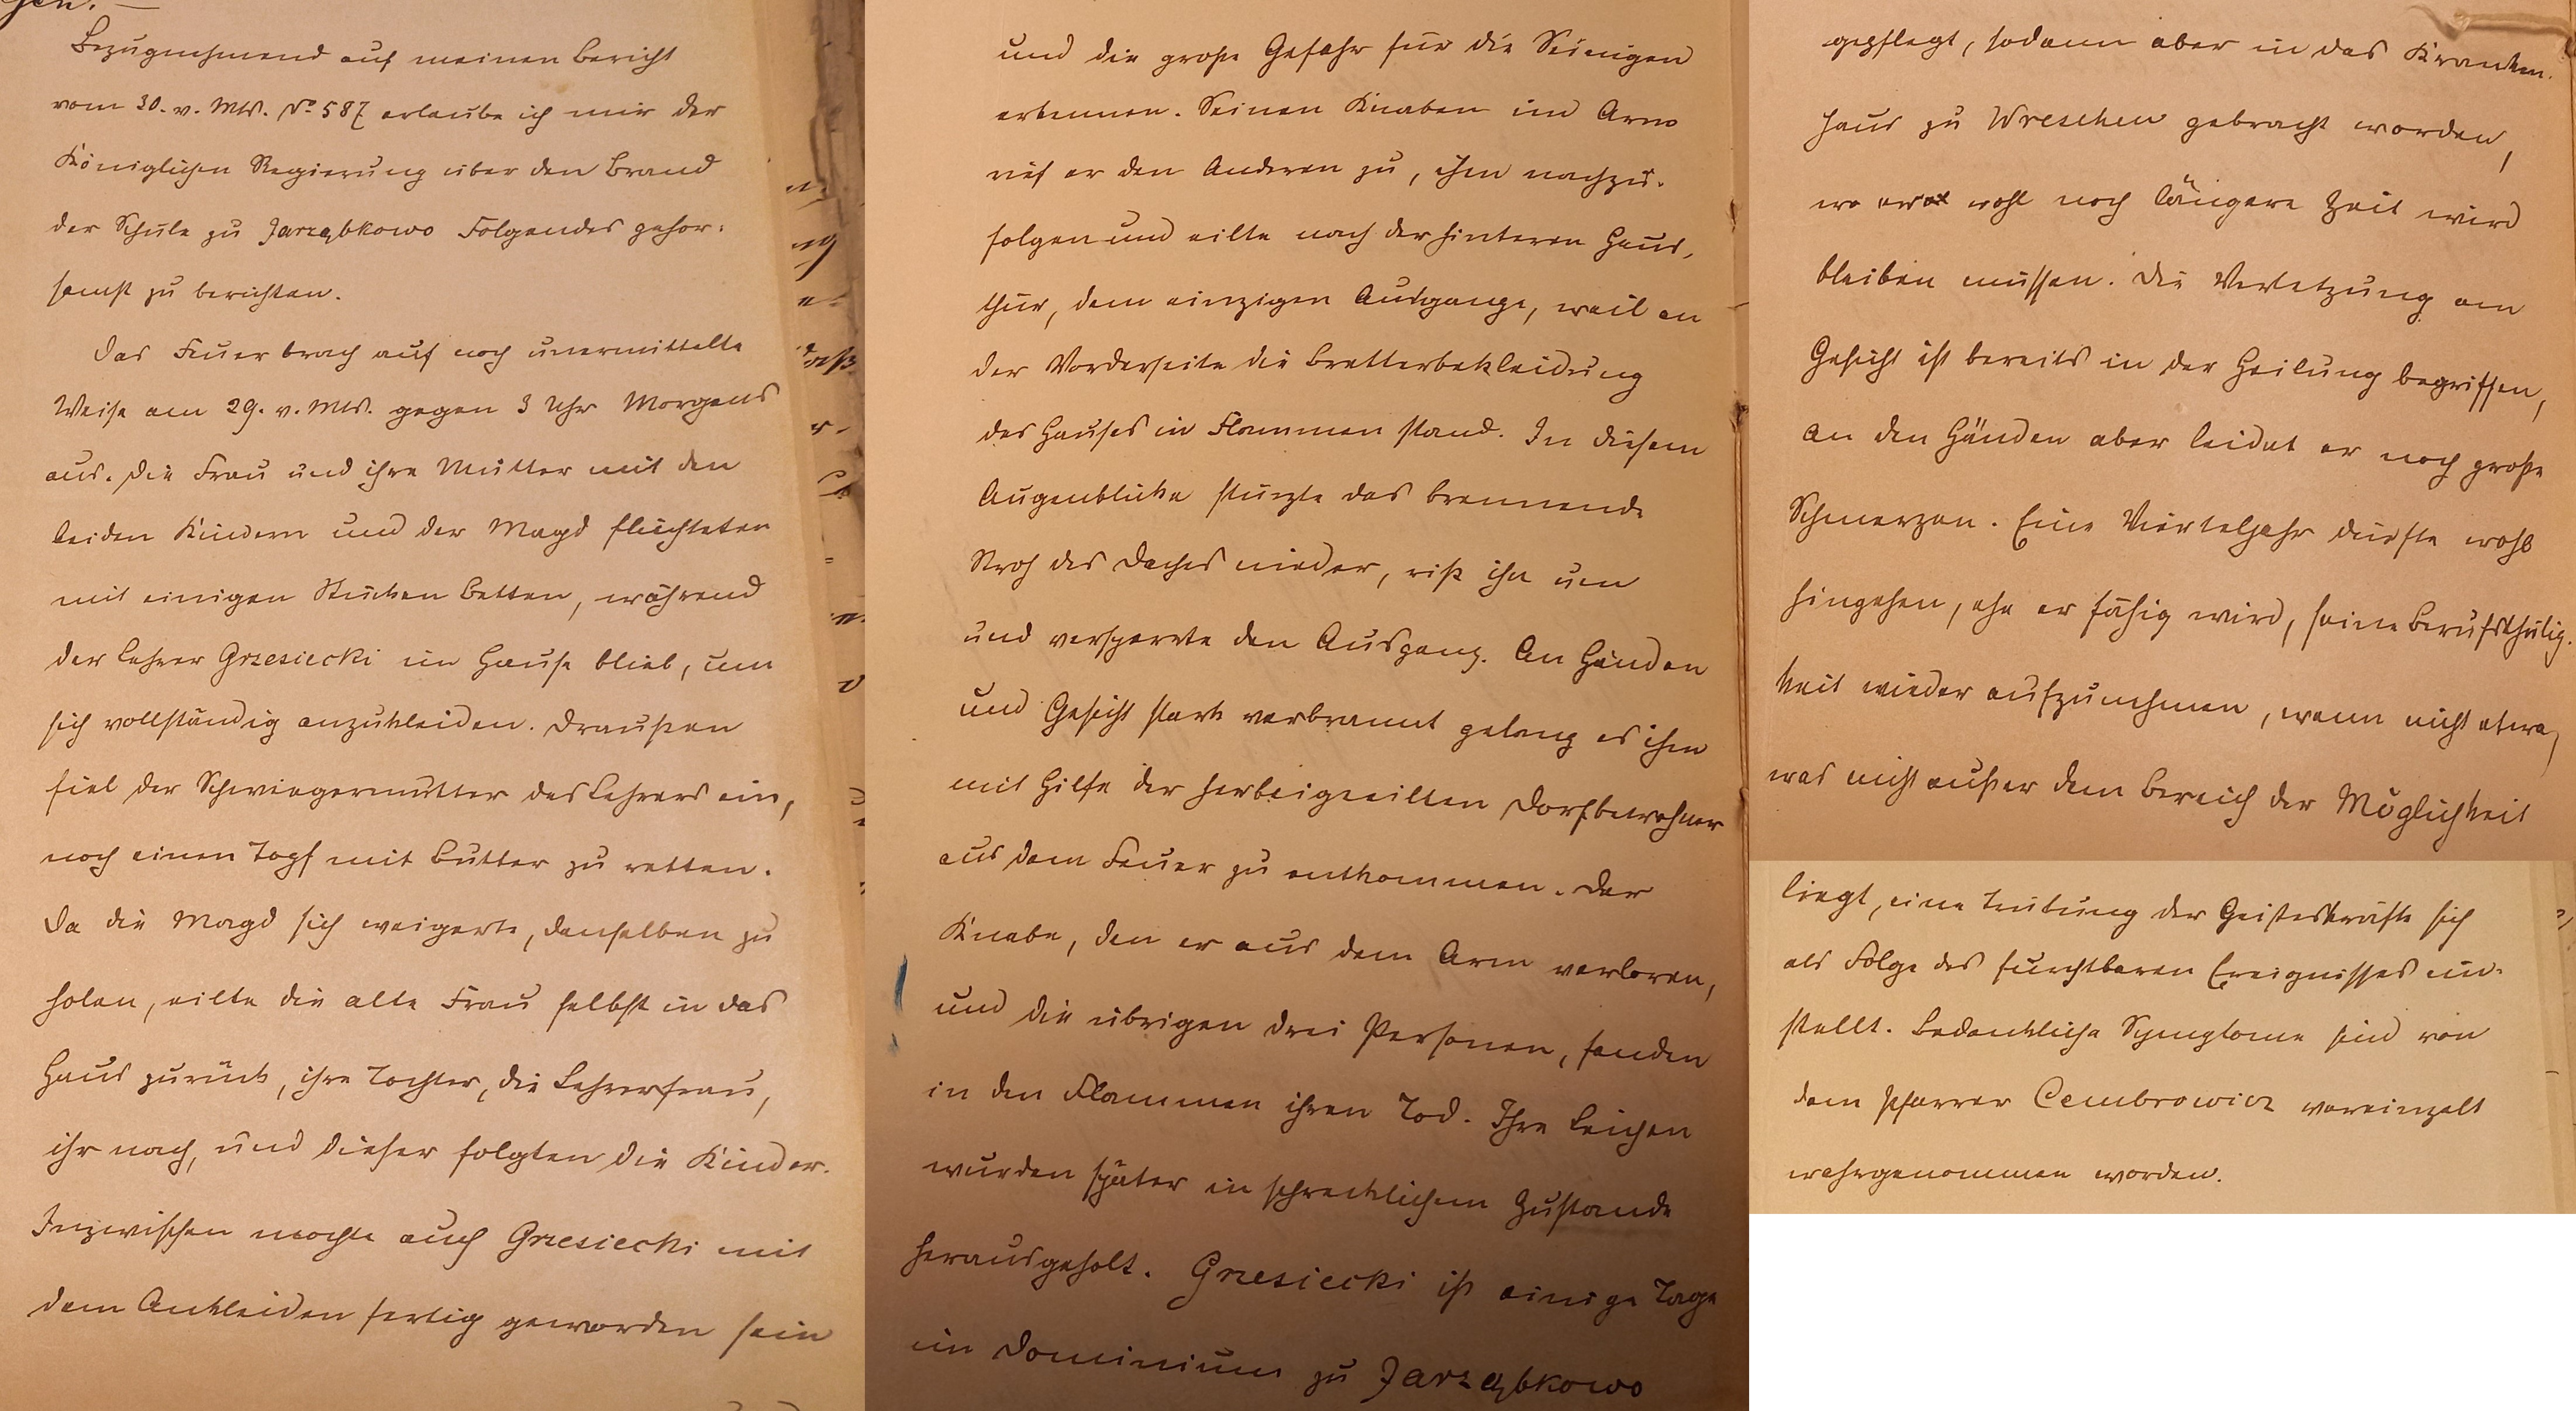 Bezugnehmend auf meinen Bericht
vom 30. v. Mts. No 587 erlaube ich mir der
Königlichen Regierung über den Brand
der Schule zu Jarząbkowo Folgendes gehor-
samst zu berichten.
Das Feuer brach auf noch unermittelte
Weise am 29. v. Mts. gegen 3 Uhr Morgens
aus. Die Frau und ihre Mutter mit den
beiden Kindern und der Magd flüchteten
mit einigen Stücken Betten, während
der Lehrer Grzesiecki im Hause blieb, um
sich vollständig anzukleiden. Draußen
fiel der Schwiegermutter des Lehrers ein,
noch einen Topf mit Butter zu retten.
Da die Magd sich weigerte, denselben zu
holen, eilte die alte Frau selbst in das
Haus zurück, ihre Tochter, die Lehrerfrau,
ihr nach, und dieser folgten die Kinder.
Inzwischen mochte auch Grzesiecki mit
dem Ankleiden fertig geworden sein
und die große Gefahr für die Seinigen
erkennen. Seinen Knaben im Arm
rief er den Anderen zu, ihm nachzu-
folgen und eilte nach der hinteren Haus-
thür, dem einzigen Ausgange, weil an
der Vorderseite die Bretterbekleidung
des Hauses in Flammen stand. In diesem
Augenblicke stürzte das brennende
Stroh des Daches nieder, riß ihn um
und versperrte den Ausgang. An Händen
und Gesicht stark verbrannt gelang es ihm
mit Hilfe der herbeigeeilten Dorfbewohner
aus dem Feuer zu entkommen. Der
Knabe, den er aus dem Arm verloren,
und die übrigen drei Personen, fanden
in den Flammen ihren Tod. Ihre Leichen
wurden später in schrecklichem Zustande
herausgeholt. Grzesiecki ist einige Tage
im Dominium zu Jarząbkowo
gepflegt, sodann aber in das Kranken-
haus zu Wreschen gebracht worden,
wo er wohl noch längere Zeit wird
bleiben müssen. Die Verletzung am
Gesicht ist bereits in der Heilung begriffen,
an den Händen aber leidet er noch große
Schmerzen. Eine Vierteljahr dürfte wohl
hingehen, ehe er fähig wird, seine Berufsthätig-
keit wieder aufzunehmen, wenn nicht etwa,
was nicht außer dem Bereich der Möglichkeit
liegt, eine Trübung der Geisteskräfte sich
als Folge des furchtbaren Ereignisses ein-
stellt. Bedenkliche Symptome sind von
dem Pfarrer Cembrowicz vereinzelt
wahrgenommen worden.